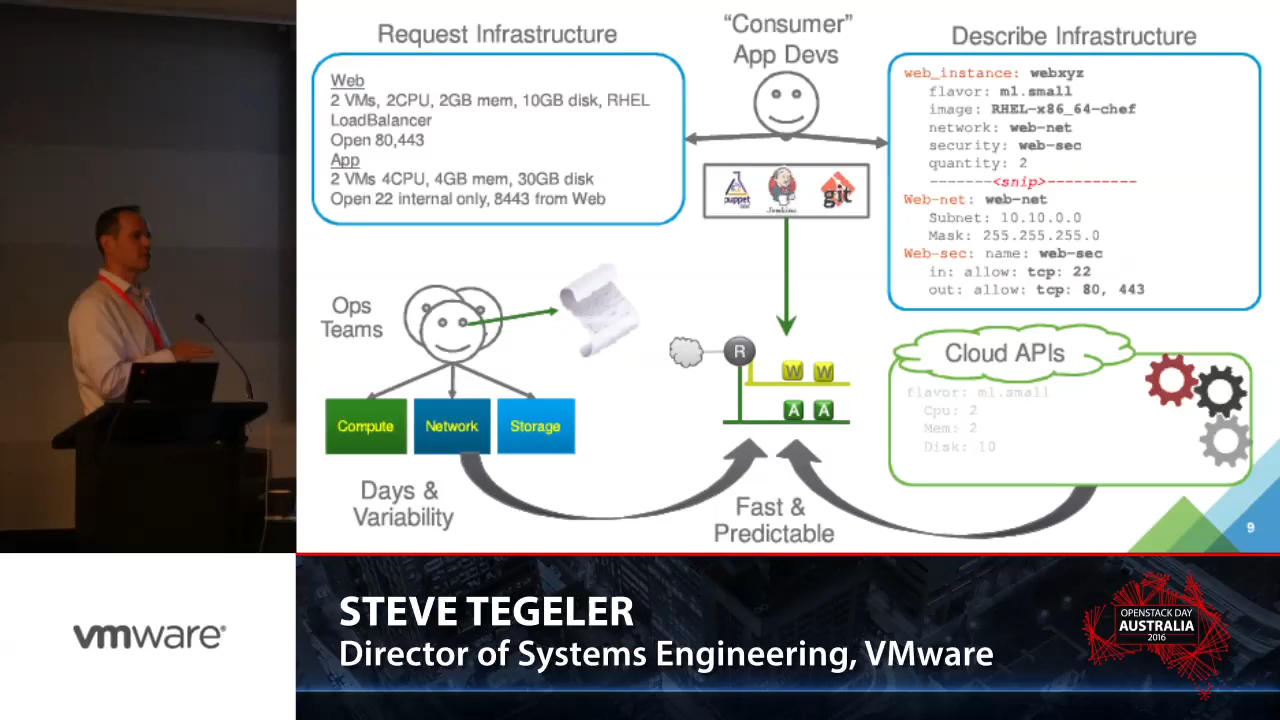 Request Infrastructure
Web
2 VMs, 2CPU, 2GB mem, 10GB disk, RHEL
LoadBalancer
Open 80,443
App
2 VMs 4CPU, 4GB mem, 30GB disk
Open 22 internal only, 8443 from Web
“Consumer”
App Devs
puppet
Jenkins
git
Describe Infrastructure
web_instance: webxyz
flavor: m1.small
image: RHEL-x86_64-chef
network: web-net
security: web-sec
quantity: 2
-------<snip>----------
Web-net: web-net
Subnet: 10.10.0.0
Mask: 255.255.255.0
Web-sec: name: web-sec
in: allow: tcp: 22
out: allow: tcp: 80, 443
Ops
Teams
Compute
Network
Storage
Days &
Variability
R
W W
A A
Fast &
Predictable
Cloud APIs
flavor: m1.small
Cpu: 2
Mem: 2
Disk: 10
9
vmware®
STEVE TEGELER
Director of Systems Engineering, VMware
OPENSTACK DAY
AUSTRALIA
2016